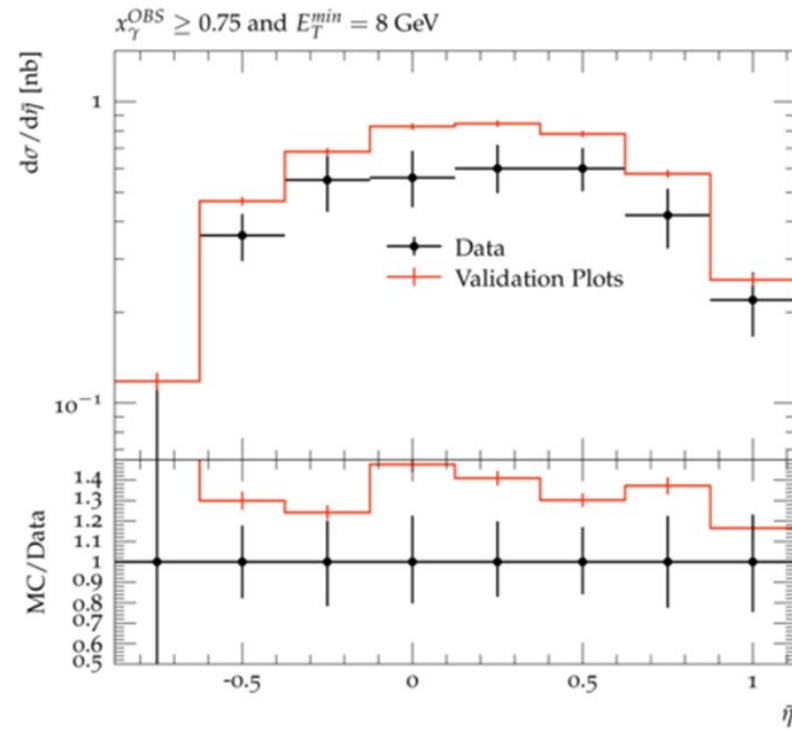 x_γ^OBS ≥ 0.75 and E_T^min = 8 GeV
dσ/dη̄ [nb]
1
10⁻¹
Data
Validation Plots
MC/Data
1.4
1.3
1.2
1.1
1
0.9
0.8
0.7
0.6
0.5
-0.5
0
0.5
1
η̄